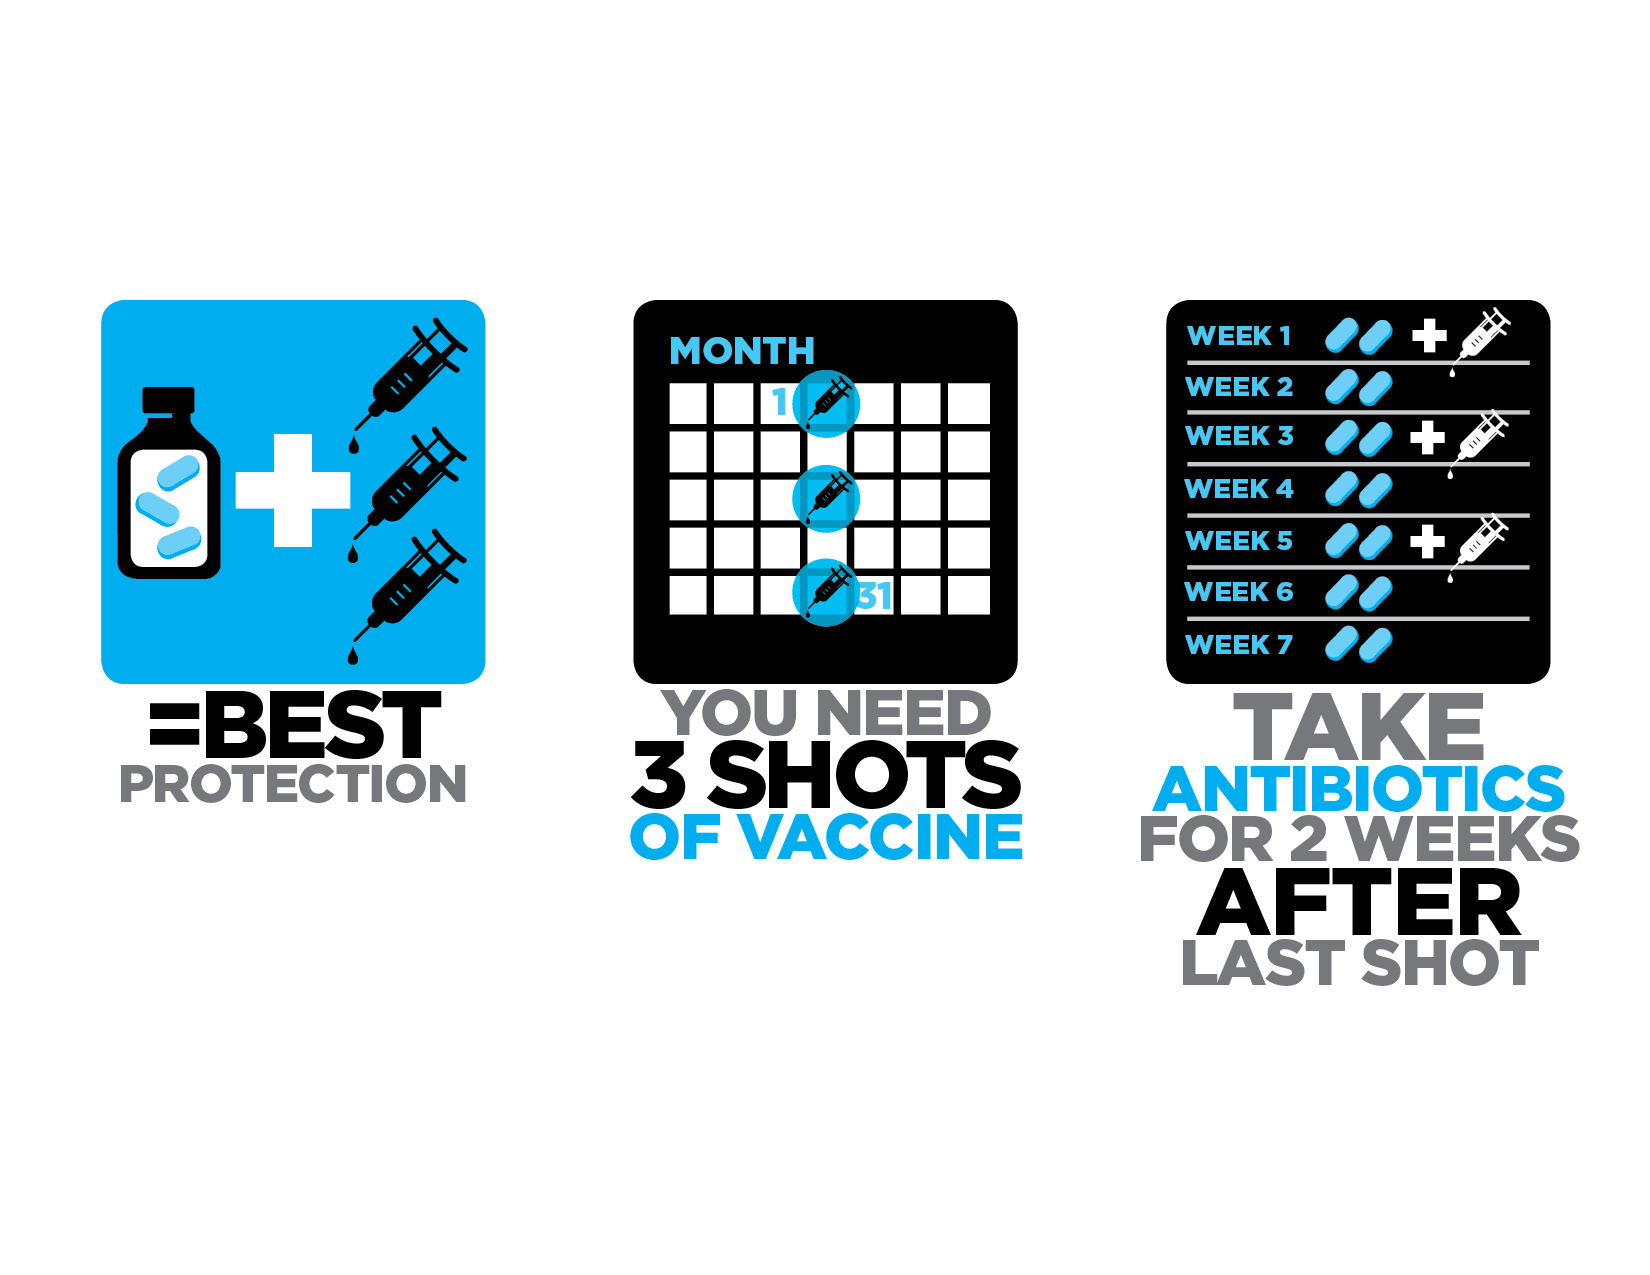 =BEST
PROTECTION
MONTH
1
31
YOU NEED
3 SHOTS
OF VACCINE
WEEK 1
WEEK 2
WEEK 3
WEEK 4
WEEK 5
WEEK 6
WEEK 7
TAKE
ANTIBIOTICS
FOR 2 WEEKS
AFTER
LAST SHOT